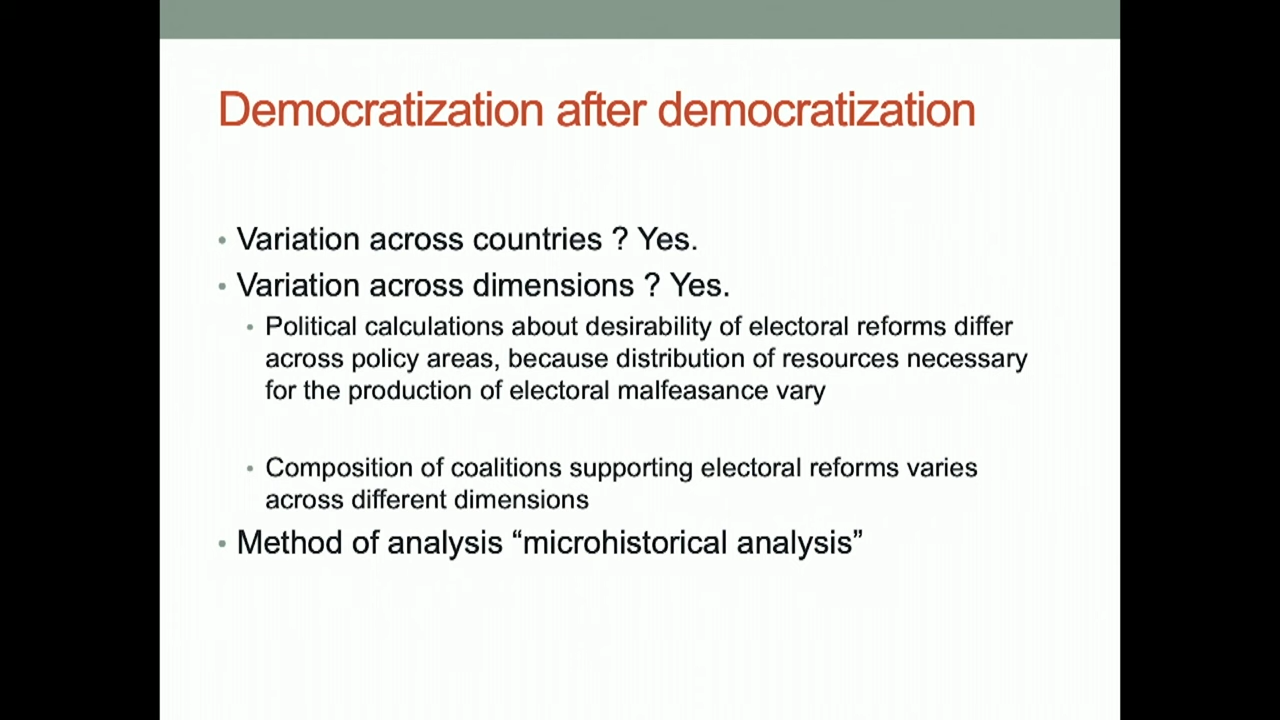 Democratization after democratization
• Variation across countries ? Yes.
• Variation across dimensions ? Yes.
• Political calculations about desirability of electoral reforms differ
across policy areas, because distribution of resources necessary
for the production of electoral malfeasance vary
• Composition of coalitions supporting electoral reforms varies
across different dimensions
• Method of analysis “microhistorical analysis”